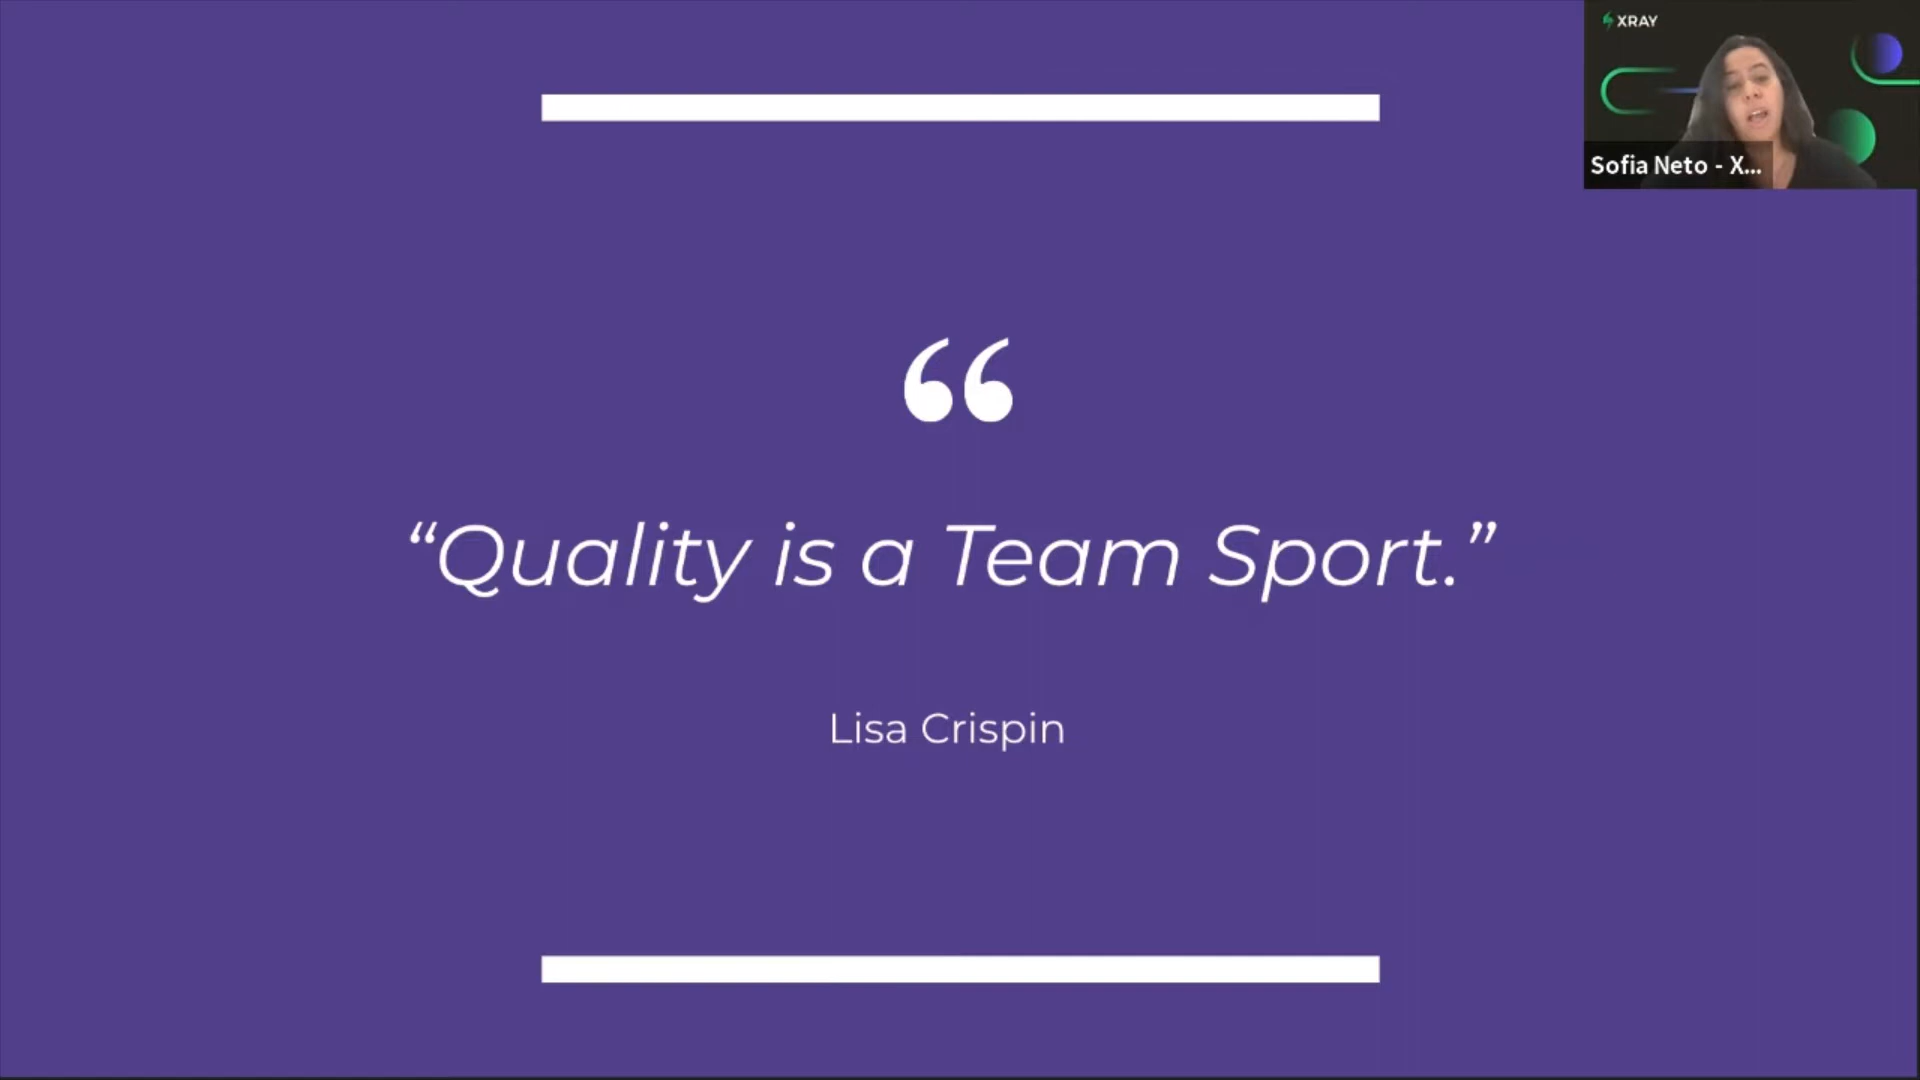 XRAY
Sofia Neto - X...
“
“Quality is a Team Sport.”
Lisa Crispin